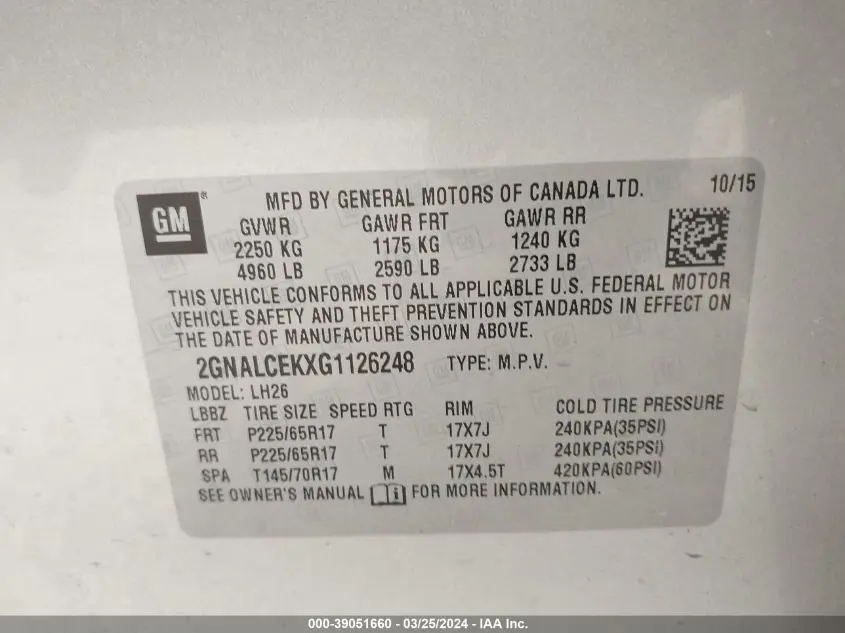 GM ® MFD BY GENERAL MOTORS OF CANADA LTD. 10/15
GVWR GAWR FRT GAWR RR
2250 KG 1175 KG 1240 KG
4960 LB 2590 LB 2733 LB
THIS VEHICLE CONFORMS TO ALL APPLICABLE U.S. FEDERAL MOTOR
VEHICLE SAFETY AND THEFT PREVENTION STANDARDS IN EFFECT ON
THE DATE OF MANUFACTURE SHOWN ABOVE.
2GNALCEKXG1126248 TYPE: M.P.V.
MODEL: LH26
LBBZ TIRE SIZE SPEED RTG RIM COLD TIRE PRESSURE
FRT P225/65R17 T 17X7J 240KPA(35PSI)
RR P225/65R17 T 17X7J 240KPA(35PSI)
SPA T145/70R17 M 17X4.5T 420KPA(60PSI)
SEE OWNER'S MANUAL i FOR MORE INFORMATION.
000-39051660 - 03/25/2024 - IAA Inc.